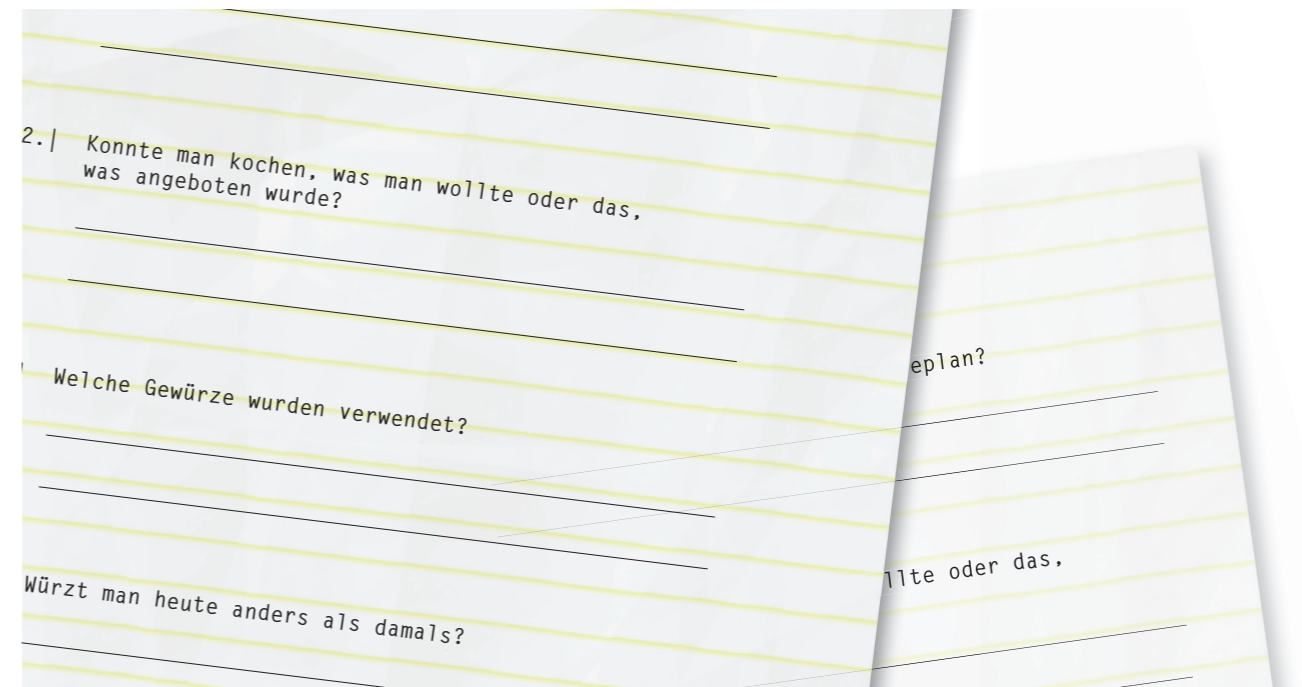 2.| Konnte man kochen, was man wollte oder das,
was angeboten wurde?
Welche Gewürze wurden verwendet?
Würzt man heute anders als damals?
eplan?
llte oder das,